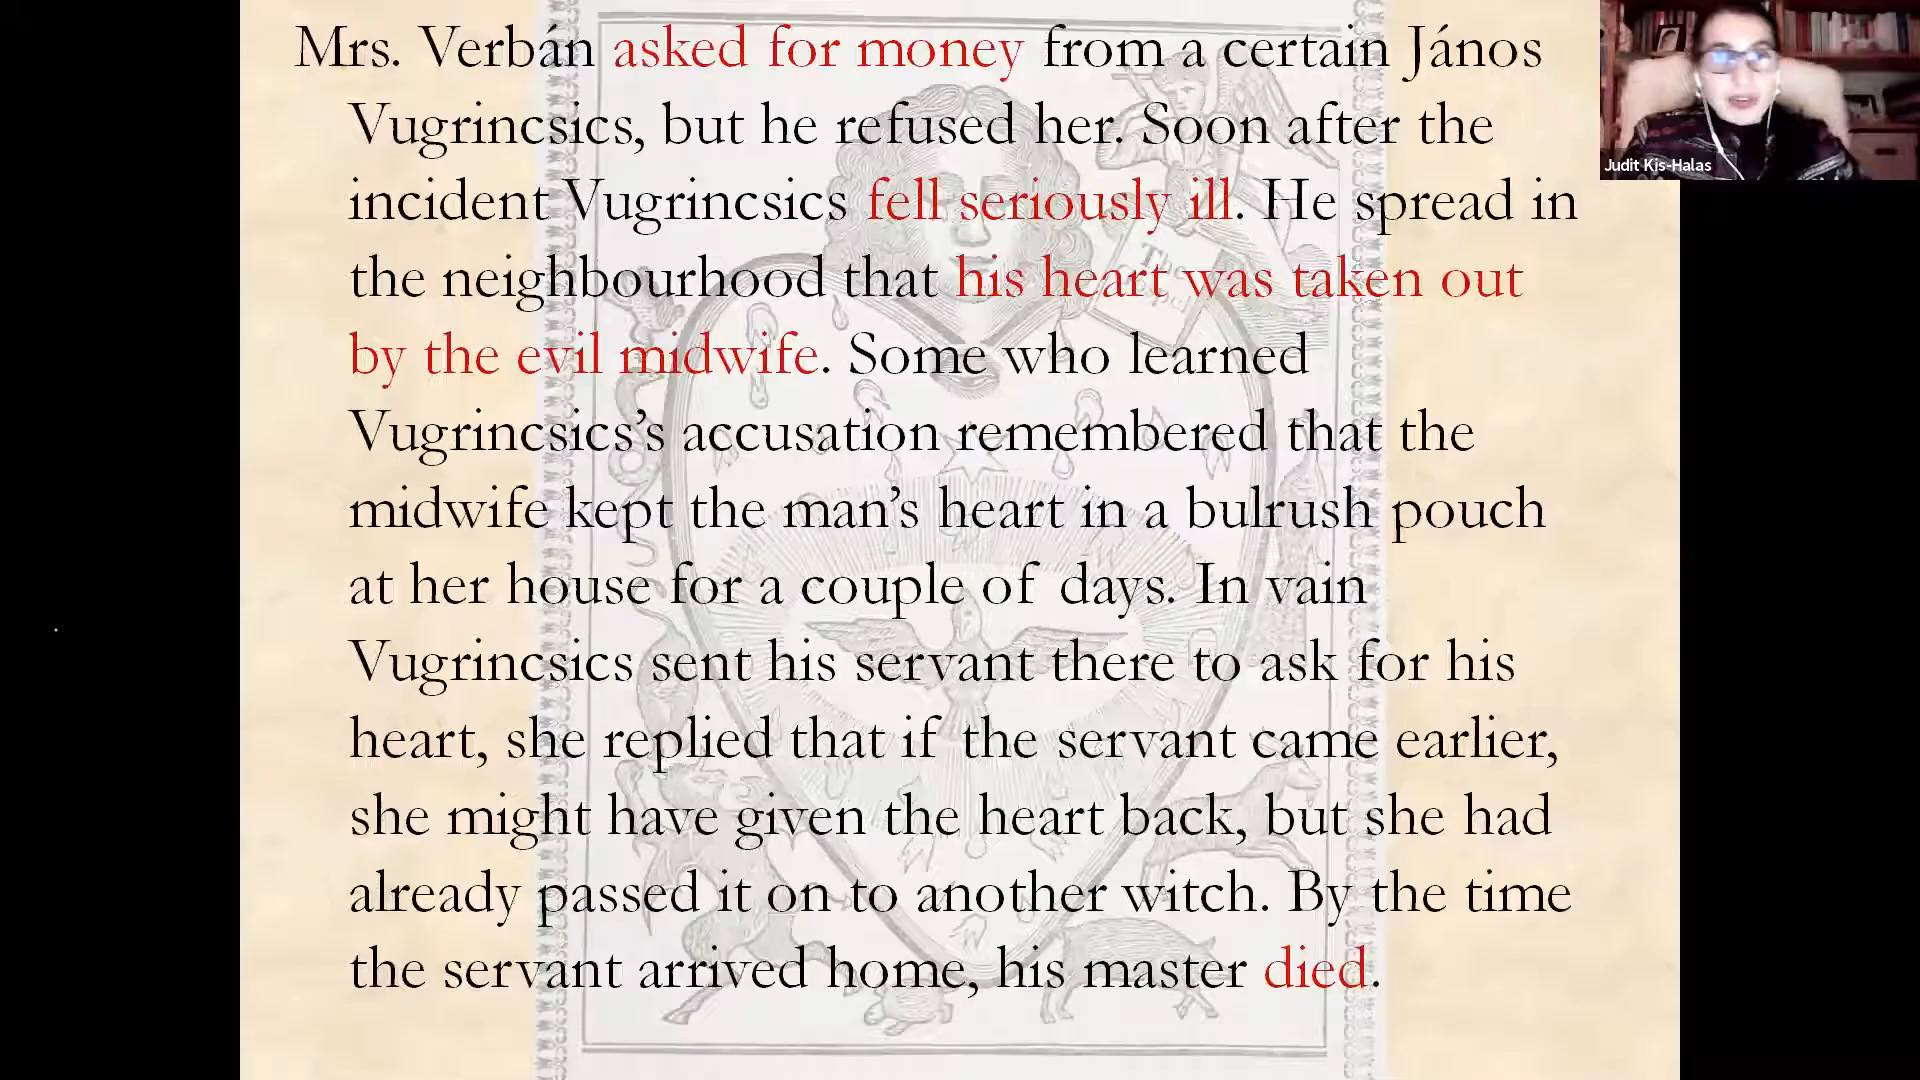 Mrs. Verbán asked for money from a certain János
Vugrincsics, but he refused her. Soon after the
incident Vugrincsics fell seriously ill. He spread in
the neighbourhood that his heart was taken out
by the evil midwife. Some who learned
Vugrincsics’s accusation remembered that the
midwife kept the man’s heart in a bulrush pouch
at her house for a couple of days. In vain
Vugrincsics sent his servant there to ask for his
heart, she replied that if the servant came earlier,
she might have given the heart back, but she had
already passed it on to another witch. By the time
the servant arrived home, his master died.
Judit Kis-Halas